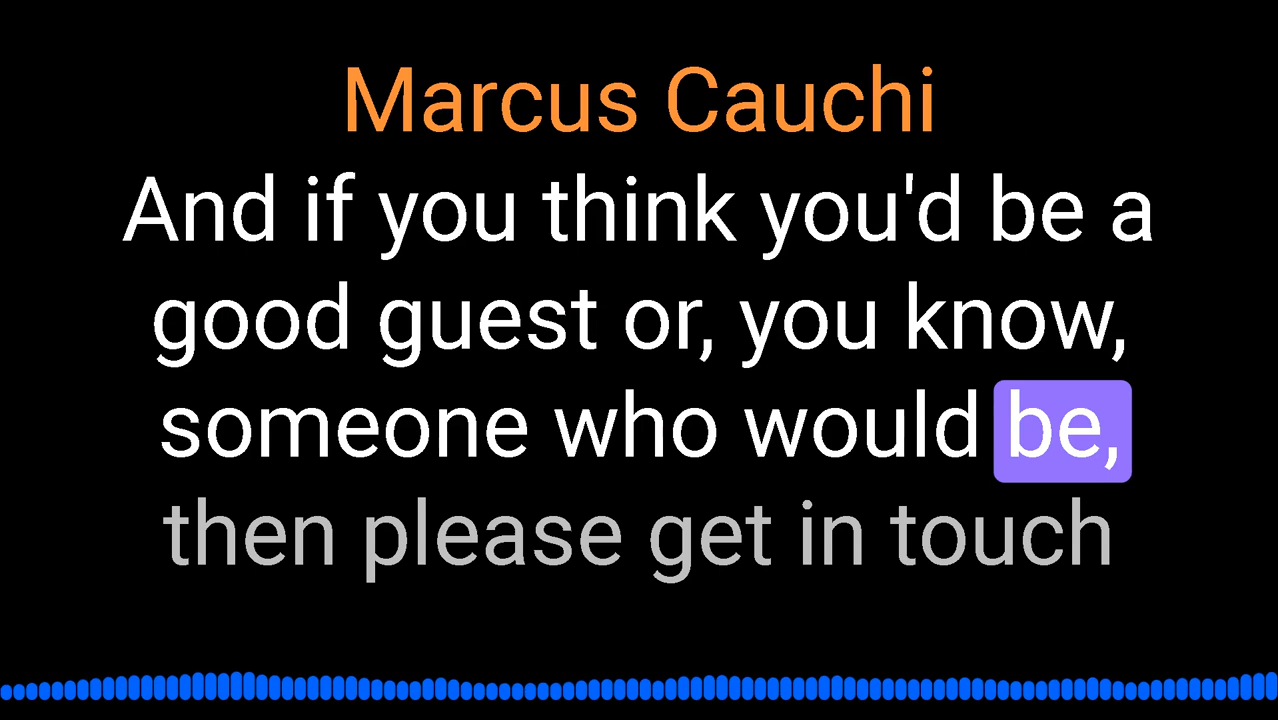 Marcus Cauchi
And if you think you'd be a
good guest or, you know,
someone who would be,
then please get in touch